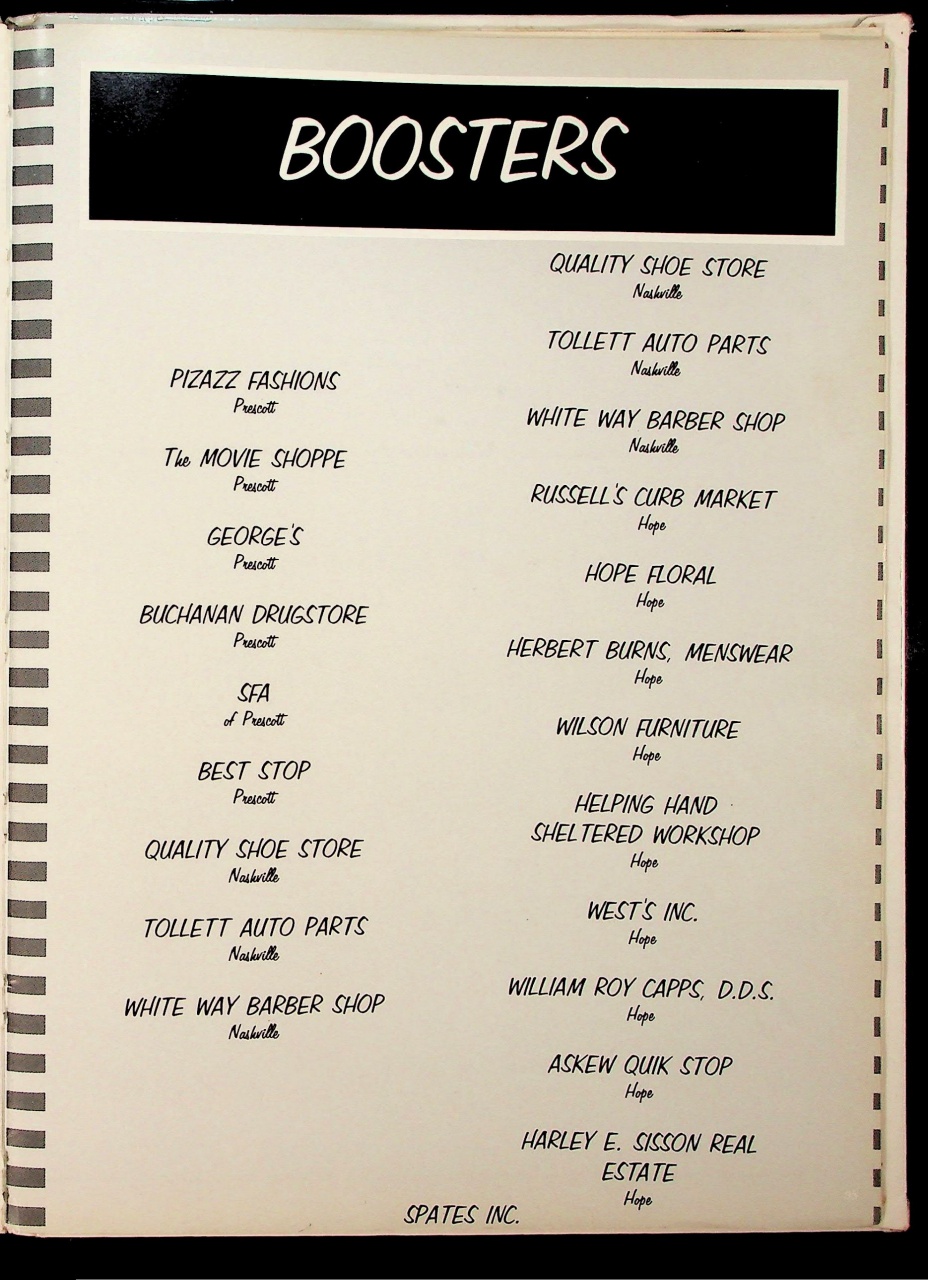 BOOSTERS
PIZAZZ FASHIONS
Prescott
The MOVIE SHOPPE
Prescott
GEORGE'S
Prescott
BUCHANAN DRUGSTORE
Prescott
SFA
of Prescott
BEST STOP
Prescott
QUALITY SHOE STORE
Nashville
TOLLETT AUTO PARTS
Nashville
WHITE WAY BARBER SHOP
Nashville
QUALITY SHOE STORE
Nashville
TOLLETT AUTO PARTS
Nashville
WHITE WAY BARBER SHOP
Nashville
RUSSELL'S CURB MARKET
Hope
HOPE FLORAL
Hope
HERBERT BURNS, MENSWEAR
Hope
WILSON FURNITURE
Hope
HELPING HAND
SHELTERED WORKSHOP
Hope
WEST'S INC.
Hope
WILLIAM ROY CAPPS, D.D.S.
Hope
ASKEW QUIK STOP
Hope
HARLEY E. SISSON REAL
ESTATE
Hope
SPATES INC.